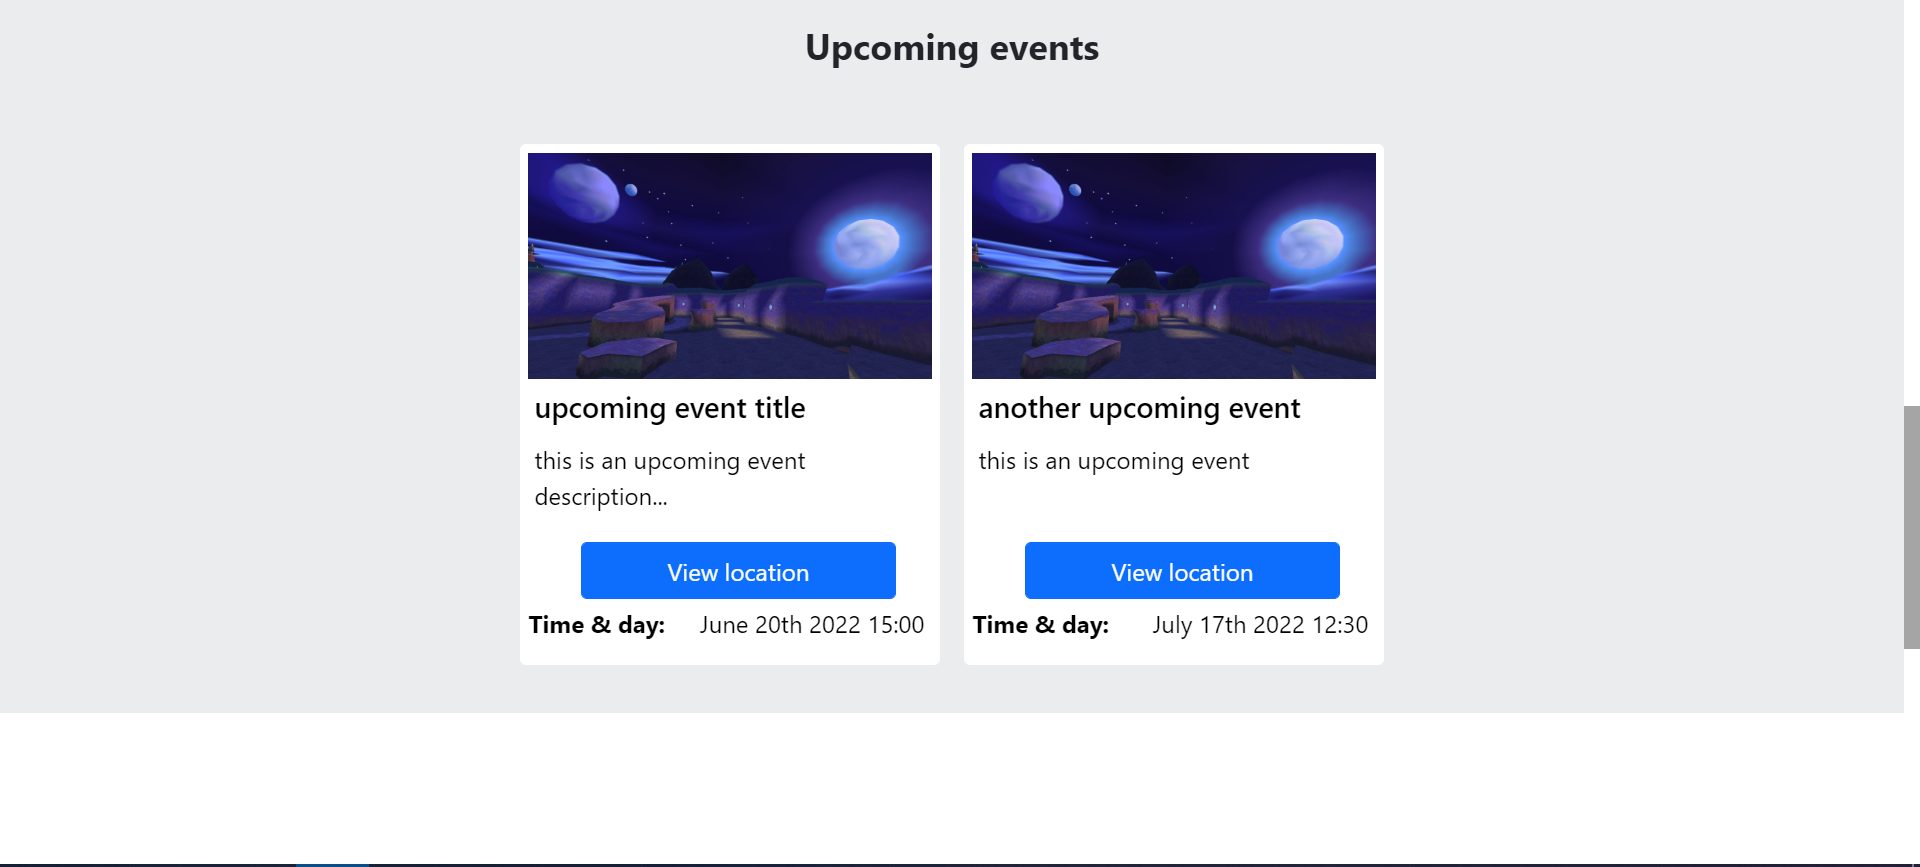 Upcoming events
upcoming event title
this is an upcoming event
description...
View location
Time & day: June 20th 2022 15:00
another upcoming event
this is an upcoming event
View location
Time & day: July 17th 2022 12:30